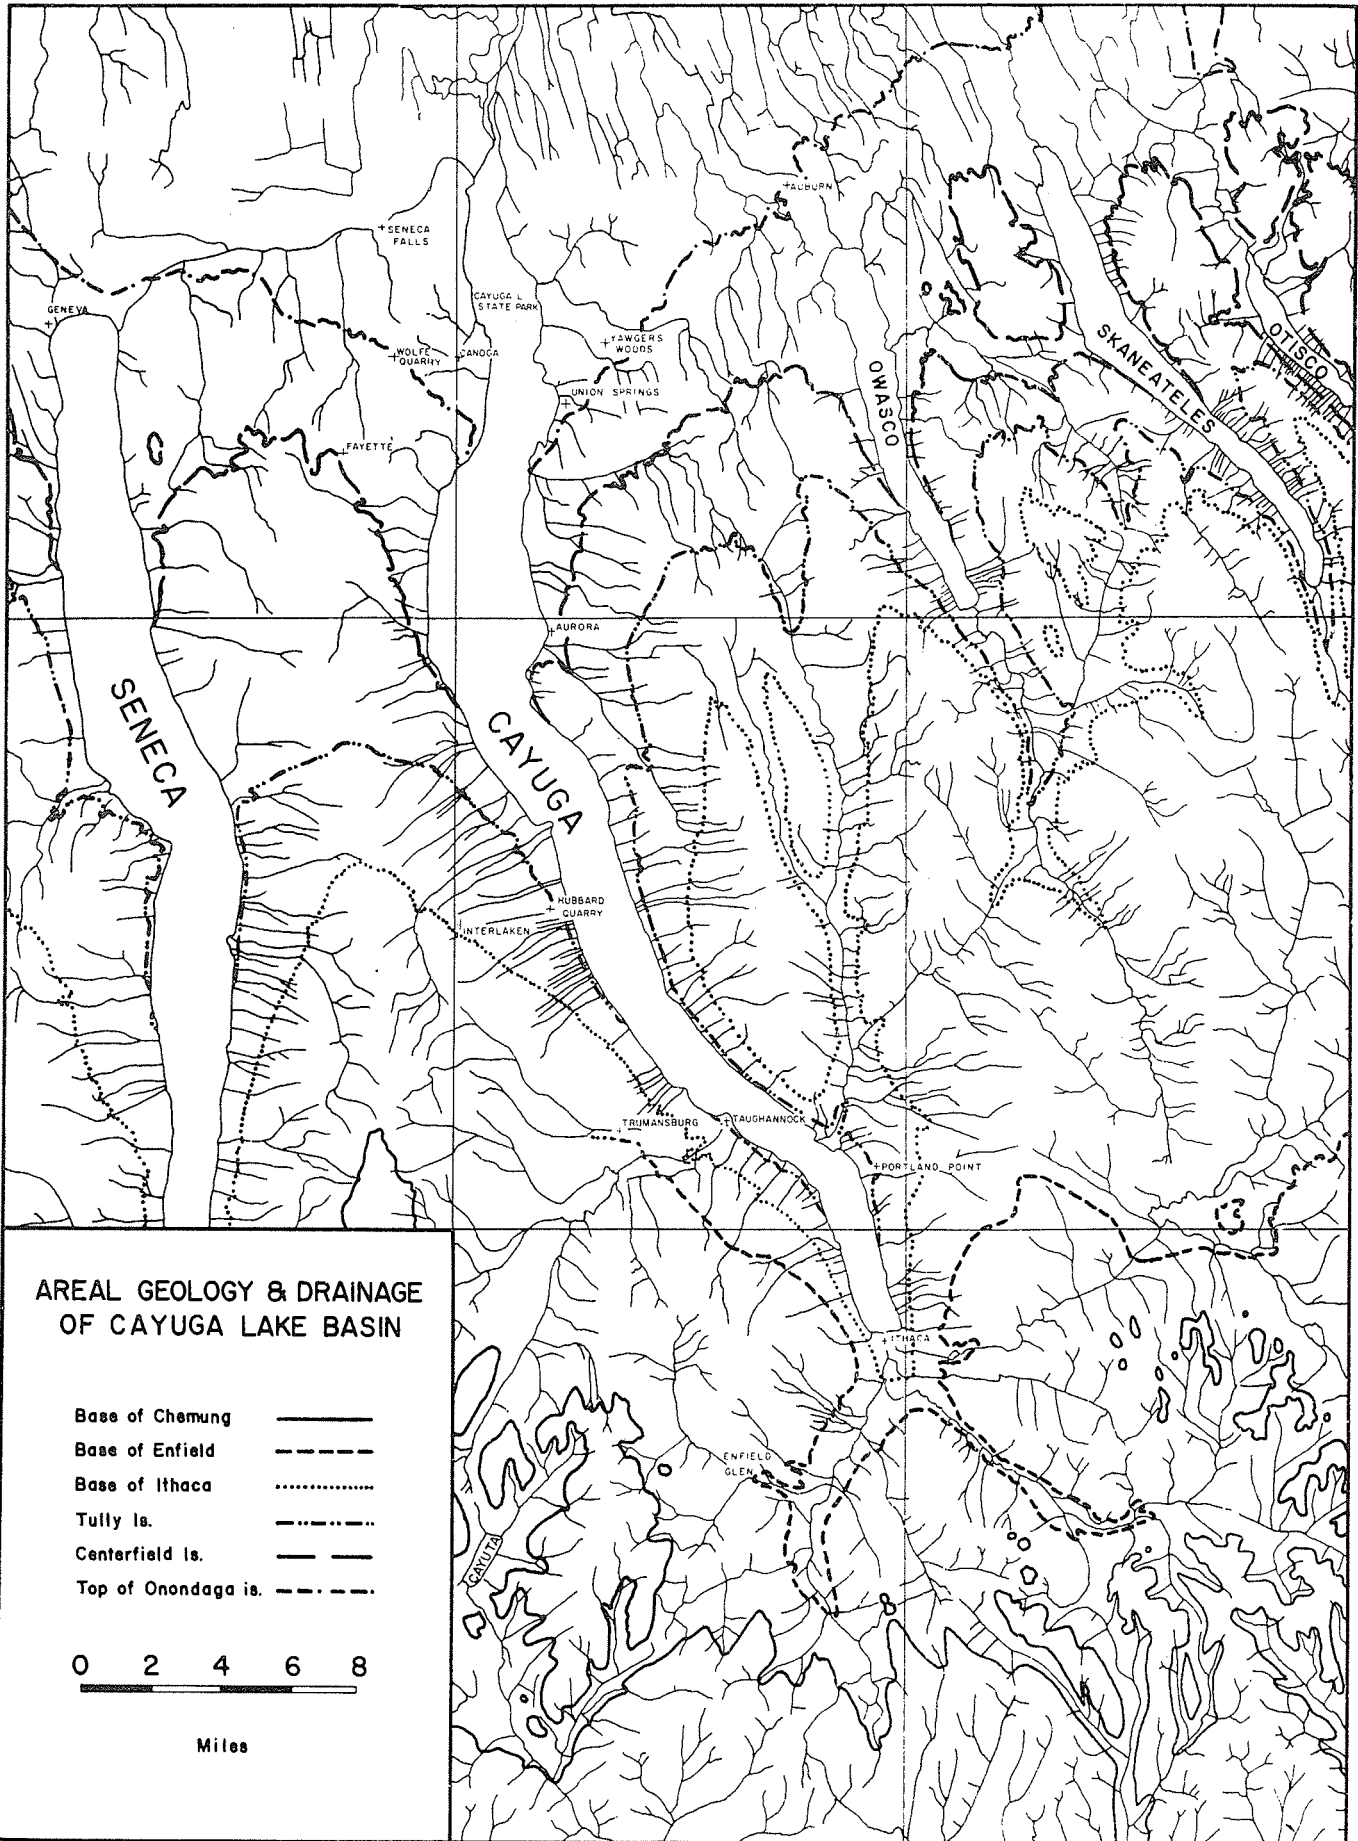 AUBURN
SENECA
FALLS
CAYUGA L
STATE PARK
GENEVA
YAWGERS
WOODS
WOLFE
QUARRY
CANOGA
SKANEATELES
OTISCO
OWASCO
UNION SPRINGS
FAYETTE
AURORA
SENECA
CAYUGA
HUBBARD
QUARRY
INTERLAKEN
TRUMANSBURG
TAUGHANNOCK
PORTLAND POINT
ITHACA
ENFIELD
GLEN
CAYUTA
AREAL GEOLOGY & DRAINAGE
OF CAYUGA LAKE BASIN
Base of Chemung
Base of Enfield
Base of Ithaca
Tully ls.
Centerfield ls.
Top of Onondaga is.
0 2 4 6 8
Miles